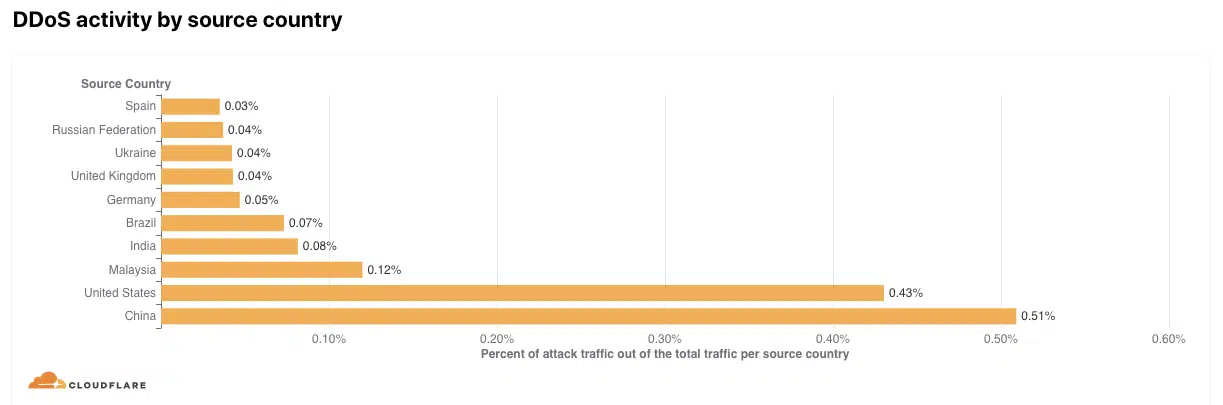 DDoS activity by source country
Source Country
Spain 0.03%
Russian Federation 0.04%
Ukraine 0.04%
United Kingdom 0.04%
Germany 0.05%
Brazil 0.07%
India 0.08%
Malaysia 0.12%
United States 0.43%
China 0.51%
0.10% 0.20% 0.30% 0.40% 0.50% 0.60%
Percent of attack traffic out of the total traffic per source country
CLOUDFLARE